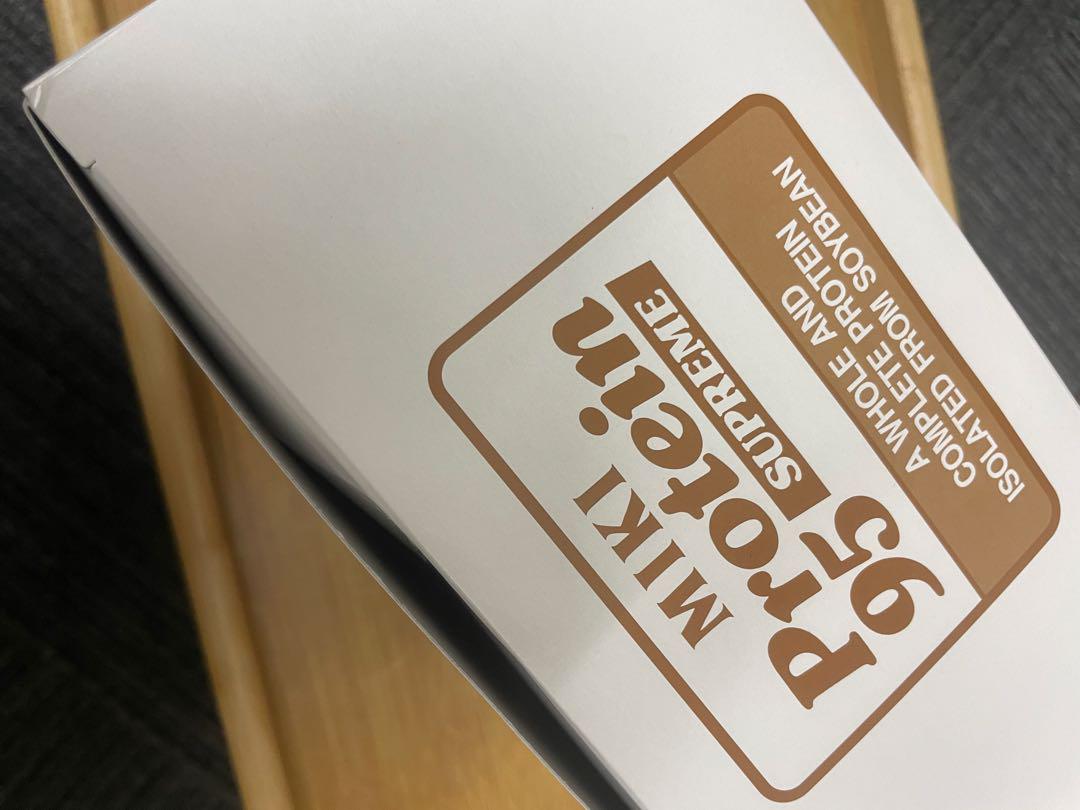 MIKI
Protein
95 SUPREME
A WHOLE AND
COMPLETE PROTEIN
ISOLATED FROM SOYBEAN